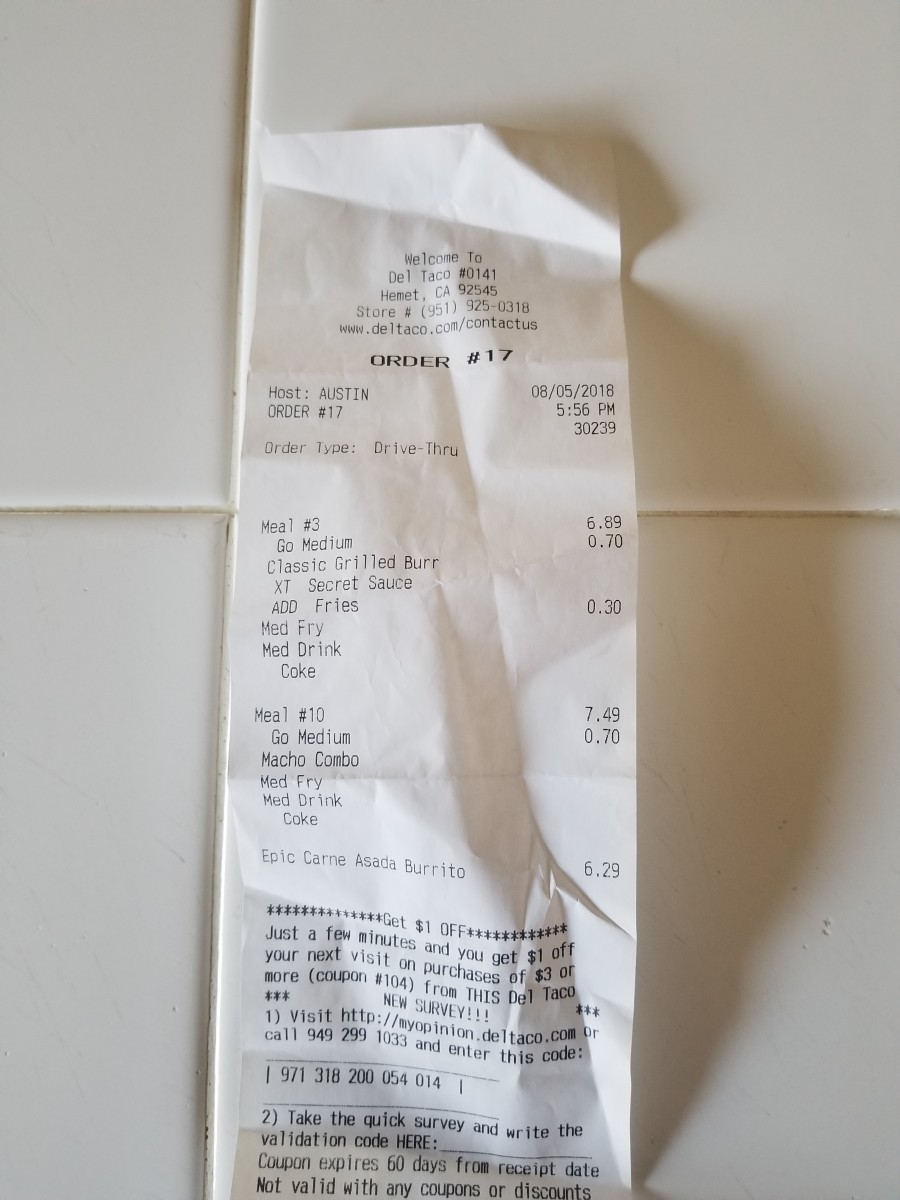 Welcome To
Del Taco #0141
Hemet, CA 92545
Store # (951) 925-0318
www.deltaco.com/contactus
ORDER #17
Host: AUSTIN 08/05/2018
ORDER #17 5:56 PM
30239
Order Type: Drive-Thru
Meal #3 6.89
Go Medium 0.70
Classic Grilled Burr
XT Secret Sauce
ADD Fries 0.30
Med Fry
Med Drink
Coke
Meal #10 7.49
Go Medium 0.70
Macho Combo
Med Fry
Med Drink
Coke
Epic Carne Asada Burrito 6.29
**************Get $1 OFF************
Just a few minutes and you get $1 off
your next visit on purchases of $3 or
more (coupon #104) from THIS Del Taco
*** NEW SURVEY!!! ***
1) Visit http://myopinion.deltaco.com or
call 949 299 1033 and enter this code:
| 971 318 200 054 014 |
2) Take the quick survey and write the
validation code HERE:
Coupon expires 60 days from receipt date
Not valid with any coupons or discounts